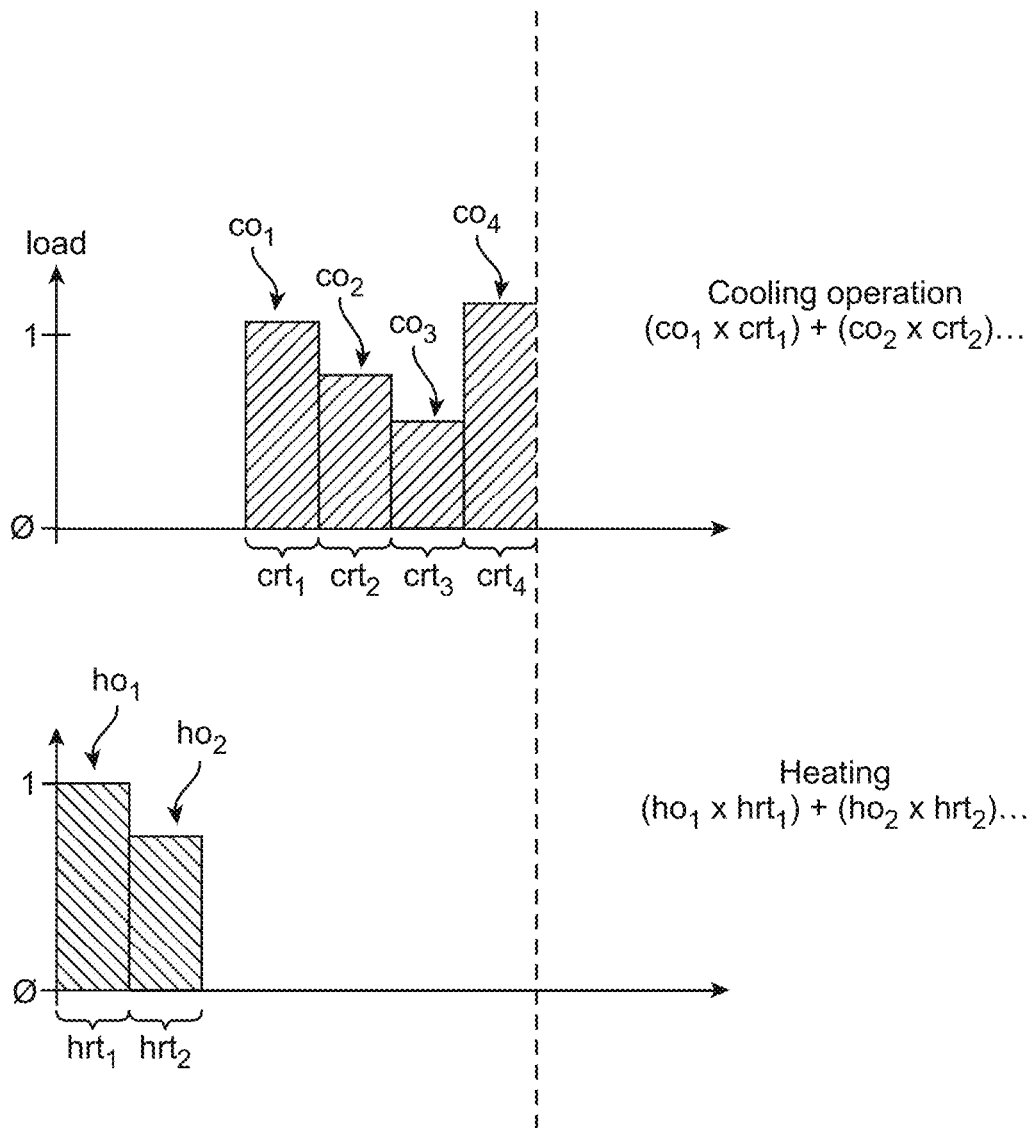 co₁
co₂
co₃
co₄
load
1
Ø
crt₁ crt₂ crt₃ crt₄
Cooling operation
(co₁ x crt₁) + (co₂ x crt₂)...
ho₁
ho₂
1
Ø
hrt₁ hrt₂
Heating
(ho₁ x hrt₁) + (ho₂ x hrt₂)...